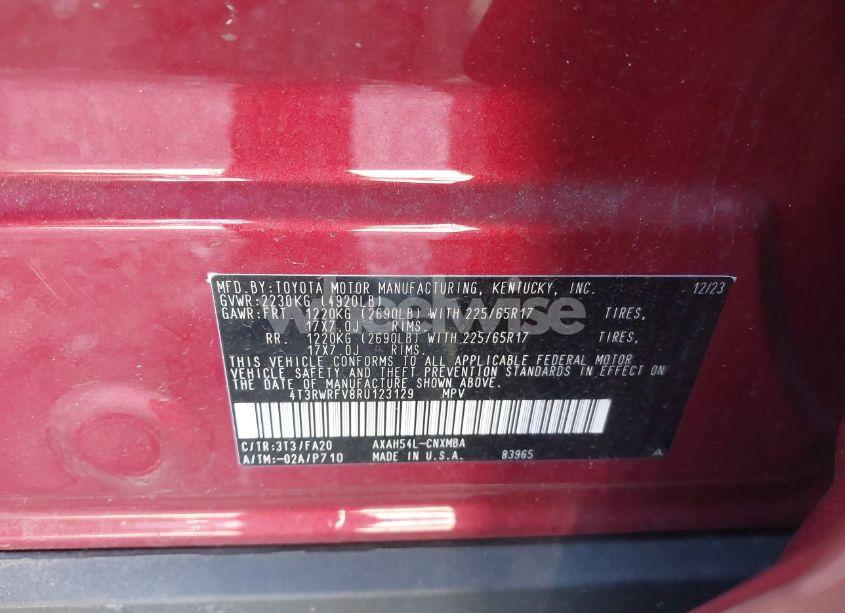 MFD. BY: TOYOTA MOTOR MANUFACTURING, KENTUCKY, INC. 12/23
GVWR: 2230KG (4920LB)
GAWR: FRT. 1220KG (2690LB) WITH 225/65R17 TIRES,
17X7.0J RIMS.
RR. 1220KG (2690LB) WITH 225/65R17 TIRES,
17X7.0J RIMS.
THIS VEHICLE CONFORMS TO ALL APPLICABLE FEDERAL MOTOR
VEHICLE SAFETY AND THEFT PREVENTION STANDARDS IN EFFECT ON
THE DATE OF MANUFACTURE SHOWN ABOVE.
4T3RWRFV8RU123129 MPV
C/TR: 3T3/FA20 AXAH54L-CNXMBA
A/TM: -02A/P710 MADE IN U.S.A. 83965 A
wheelwise